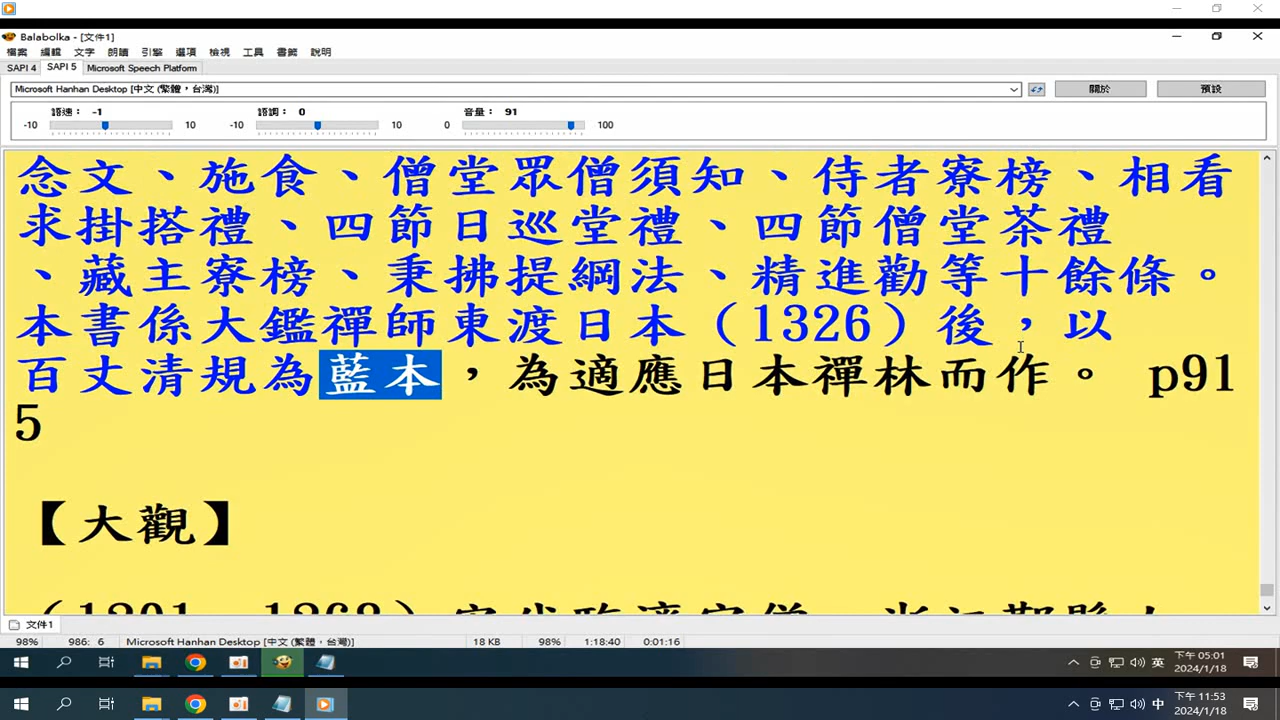 Balabolka - [文件1]
檔案 編輯 文字 朗讀 引擎 選項 檢視 工具 書籤 說明
SAPI 4 SAPI 5 Microsoft Speech Platform
Microsoft Hanhan Desktop [中文 (繁體，台灣)] 關於 預設
語速： -1 語調： 0 音量： 91
-10 10 -10 10 0 100
念文、施食、僧堂眾僧須知、侍者寮榜、相看
求掛搭禮、四節日巡堂禮、四節僧堂茶禮
、藏主寮榜、秉拂提綱法、精進勸等十餘條。
本書係大鑑禪師東渡日本（1326）後，以
百丈清規為藍本，為適應日本禪林而作。 p91
5
【大觀】
文件1
98% 986: 6 Microsoft Hanhan Desktop [中文 (繁體，台灣)] 18 KB 98% 1:18:40 0:01:16
英 下午 05:01
2024/1/18
中 下午 11:53
2024/1/18